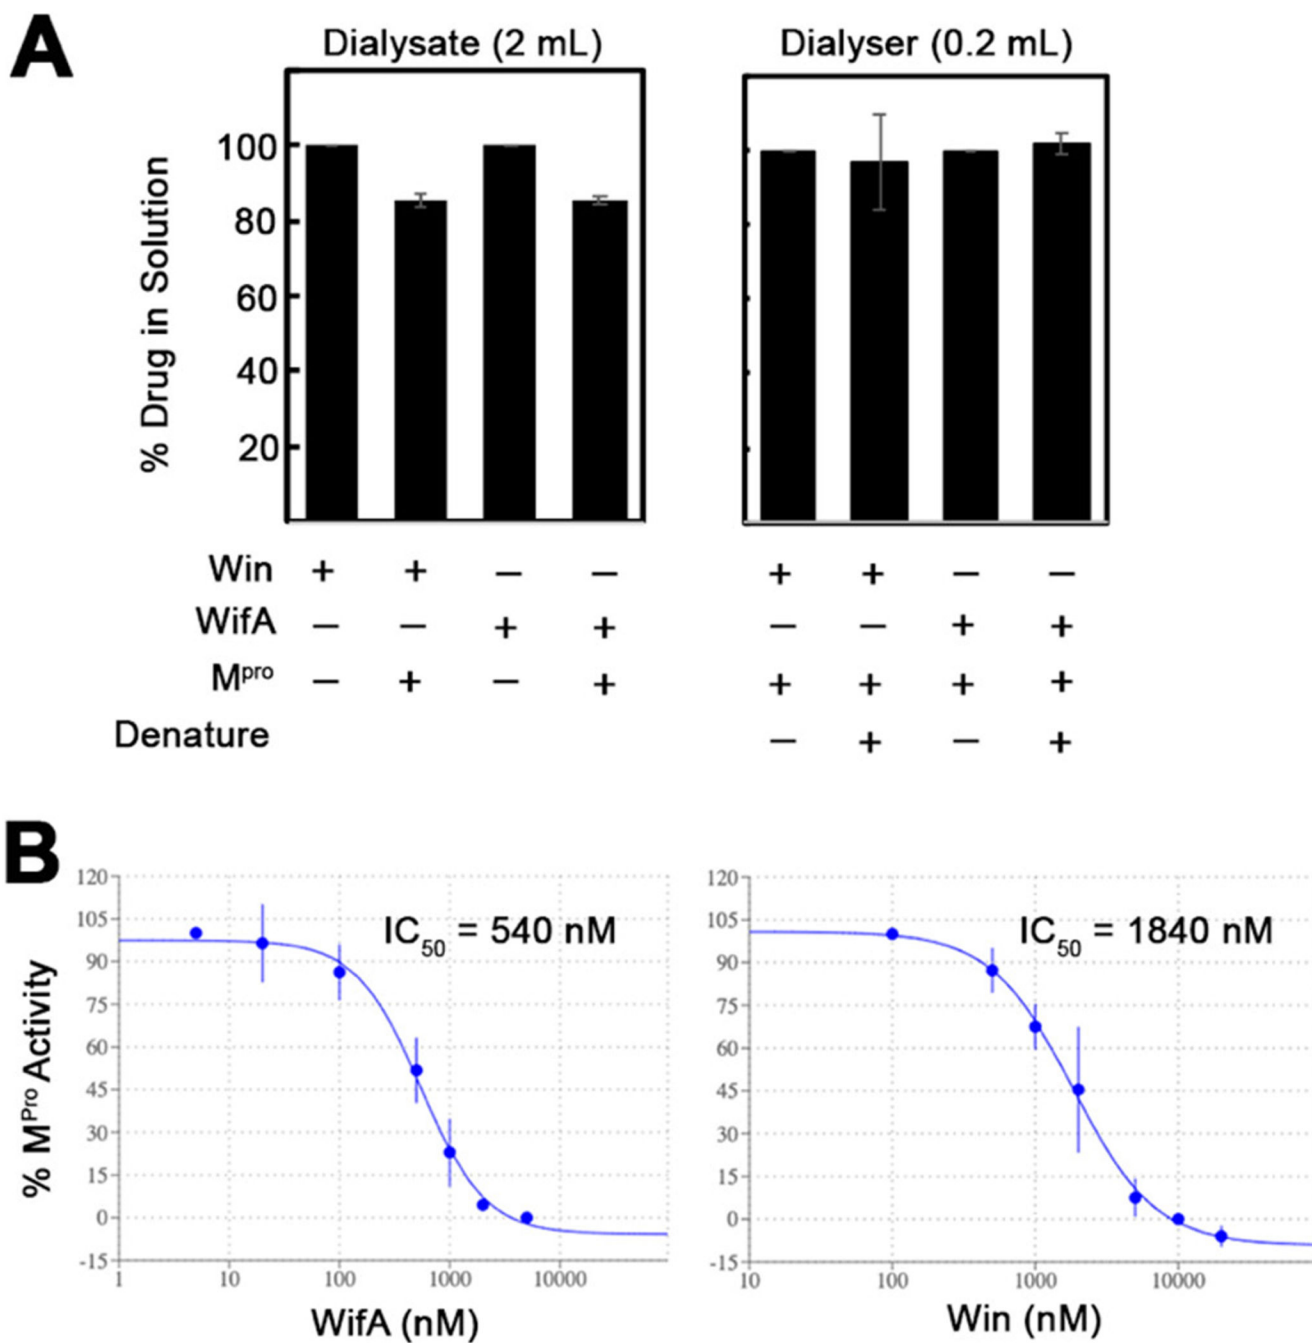 A
Dialysate (2 mL)
Dialyser (0.2 mL)
% Drug in Solution
100
80
60
40
20
Win + + − − + + − −
WifA − − + + − − + +
Mpro − + − + + + + +
Denature − + − +
B
% MPro Activity
120
105
90
75
60
45
30
15
0
-15
IC50 = 540 nM
1 10 100 1000 10000
WifA (nM)
120
105
90
75
60
45
30
15
0
-15
IC50 = 1840 nM
10 100 1000 10000
Win (nM)